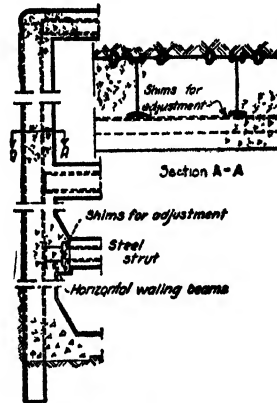 Shims for
adjustment
A
A
Section A-A
Shims for adjustment
Steel
strut
Horizontal waling beams